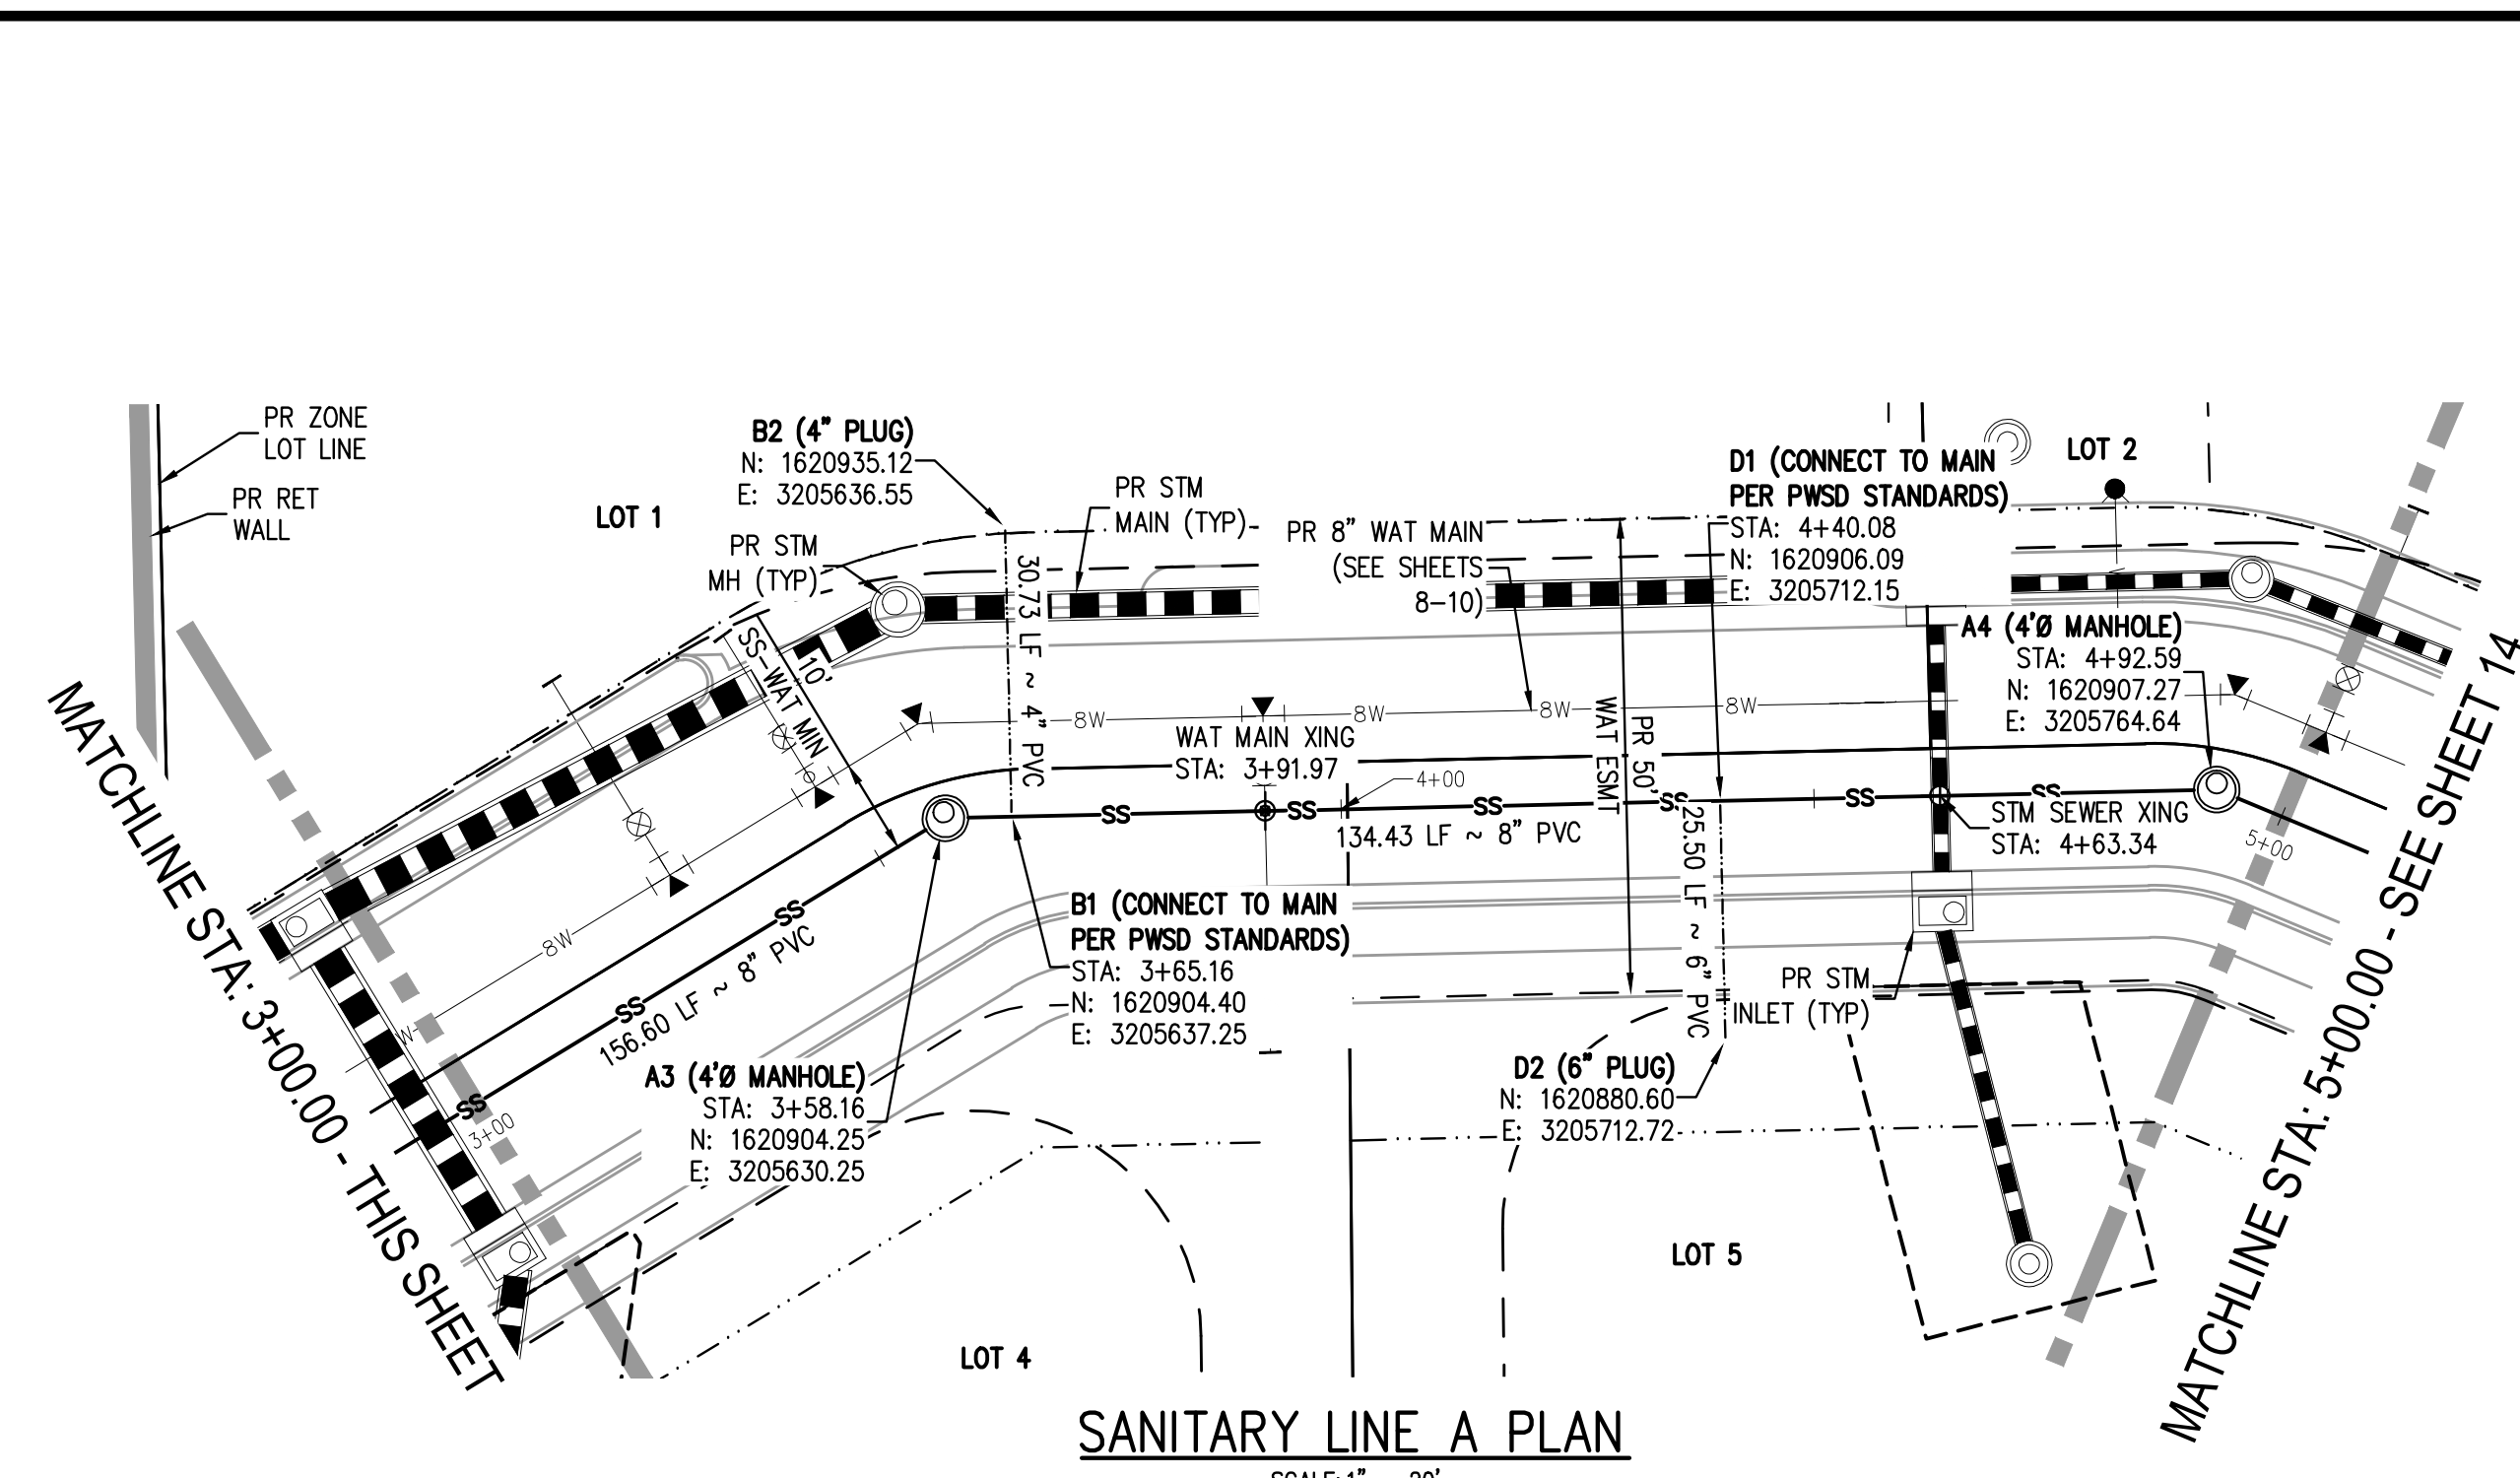 PR ZONE
LOT LINE
PR RET
WALL
LOT 1
B2 (4" PLUG)
N: 1620935.12
E: 3205636.55
PR STM
MH (TYP)
PR STM
MAIN (TYP)
30.73 LF ~ 4" PVC
PR 8" WAT MAIN
(SEE SHEETS
8-10)
D1 (CONNECT TO MAIN
PER PWSD STANDARDS)
STA: 4+40.08
N: 1620906.09
E: 3205712.15
LOT 2
A4 (4'Ø MANHOLE)
STA: 4+92.59
N: 1620907.27
E: 3205764.64
10'
SS-WAT MIN
8W
8W
8W
8W
WAT MAIN XING
STA: 3+91.97
4+00
PR 50'
WAT ESMT
SS
SS
SS
SS
SS
SS
134.43 LF ~ 8" PVC
25.50 LF ~ 6" PVC
STM SEWER XING
STA: 4+63.34
5+00
MATCHLINE STA: 3+00.00 - THIS SHEET
MATCHLINE STA: 5+00.00 - SEE SHEET 14
8W
W
SS
SS
SS
156.60 LF ~ 8" PVC
3+00
B1 (CONNECT TO MAIN
PER PWSD STANDARDS)
STA: 3+65.16
N: 1620904.40
E: 3205637.25
PR STM
INLET (TYP)
A3 (4'Ø MANHOLE)
STA: 3+58.16
N: 1620904.25
E: 3205630.25
D2 (6" PLUG)
N: 1620880.60
E: 3205712.72
LOT 5
LOT 4
SANITARY LINE A PLAN